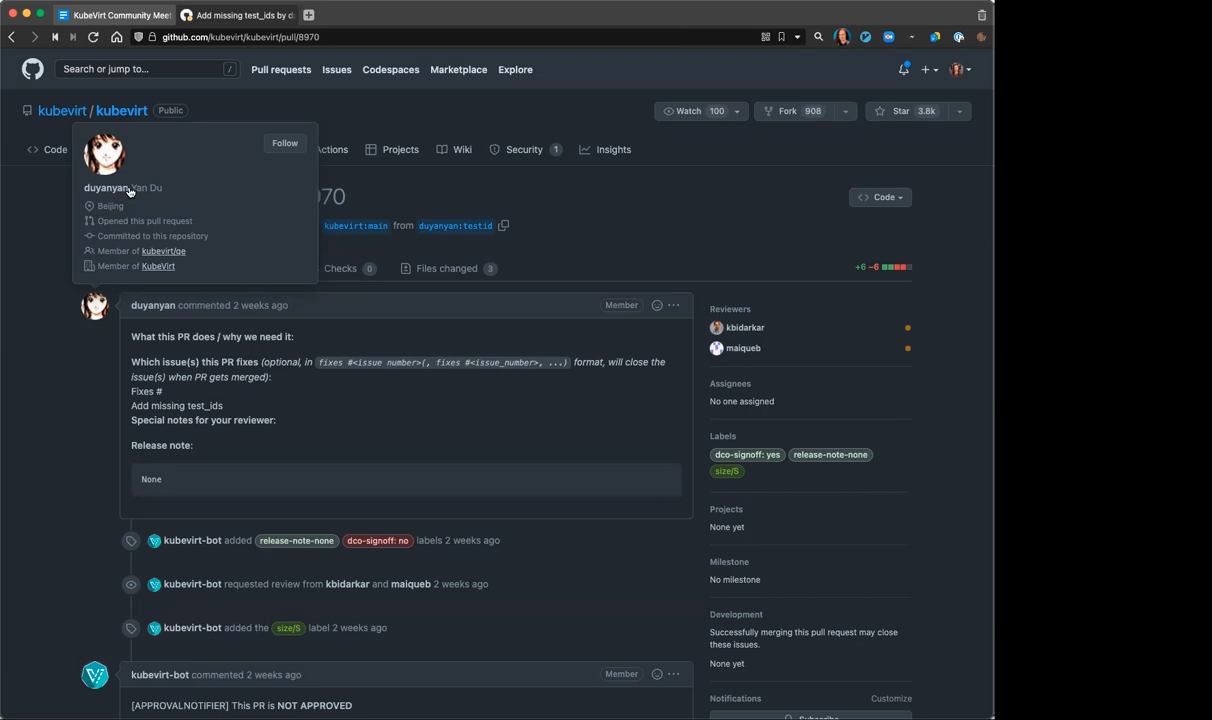 KubeVirt Community Meet
Add missing test_ids by d
github.com/kubevirt/kubevirt/pull/8970
Search or jump to...
/
Pull requests
Issues
Codespaces
Marketplace
Explore
kubevirt / kubevirt
Public
Watch 100
Fork 908
Star 3.8k
Follow
Code
Actions
Projects
Wiki
Security 1
Insights
duyanyan Yan Du
Beijing
Opened this pull request
Committed to this repository
Member of kubevirt/qe
Member of KubeVirt
970
Code
kubevirt:main from duyanyan:testid
Checks 0
Files changed 3
+6 −6
duyanyan commented 2 weeks ago
Member
What this PR does / why we need it:
Which issue(s) this PR fixes (optional, in fixes #<issue number>(, fixes #<issue_number>, ...) format, will close the
issue(s) when PR gets merged):
Fixes #
Add missing test_ids
Special notes for your reviewer:
Release note:
None
kubevirt-bot added release-note-none dco-signoff: no labels 2 weeks ago
kubevirt-bot requested review from kbidarkar and maiqueb 2 weeks ago
kubevirt-bot added the size/S label 2 weeks ago
kubevirt-bot commented 2 weeks ago
Member
[APPROVALNOTIFIER] This PR is NOT APPROVED
Reviewers
kbidarkar
maiqueb
Assignees
No one assigned
Labels
dco-signoff: yes release-note-none
size/S
Projects
None yet
Milestone
No milestone
Development
Successfully merging this pull request may close
these issues.
None yet
Notifications
Customize